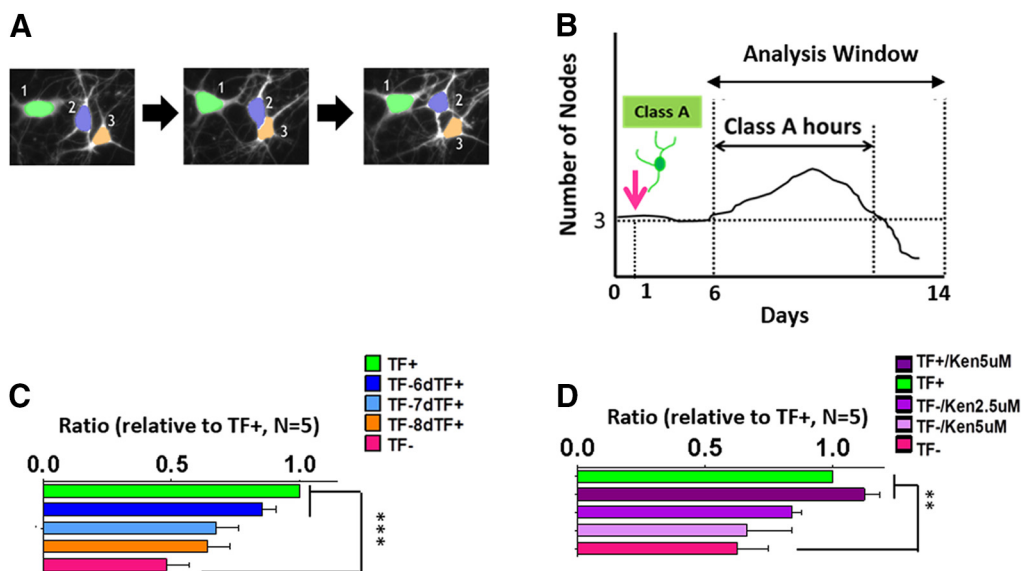 A
1
2
3
1
2
3
1
2
3
B
Analysis Window
Class A
Class A hours
Number of Nodes
3
0
1
6
14
Days
C
TF+
TF-6dTF+
TF-7dTF+
TF-8dTF+
TF-
Ratio (relative to TF+, N=5)
0.0 0.5 1.0
***
D
TF+/Ken5uM
TF+
TF-/Ken2.5uM
TF-/Ken5uM
TF-
Ratio (relative to TF+, N=5)
0.0 0.5 1.0
**